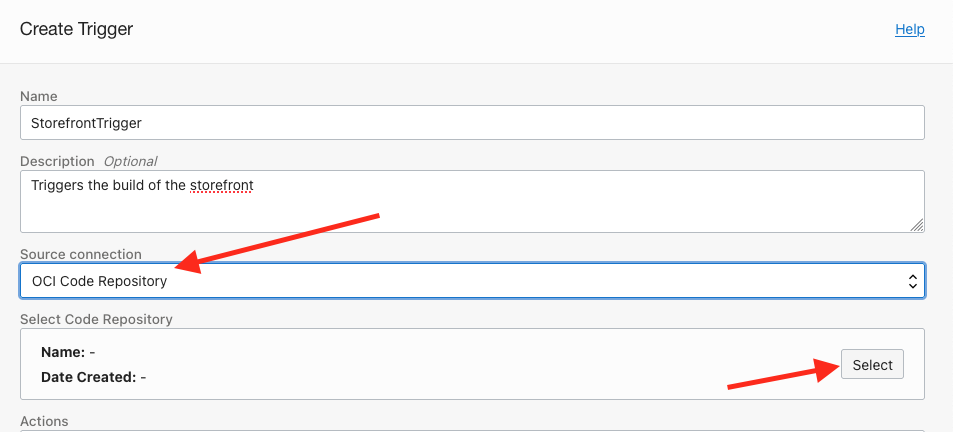 Create Trigger
Help
Name
StorefrontTrigger
Description Optional
Triggers the build of the storefront
Source connection
OCI Code Repository
Select Code Repository
Name: -
Date Created: -
Select
Actions